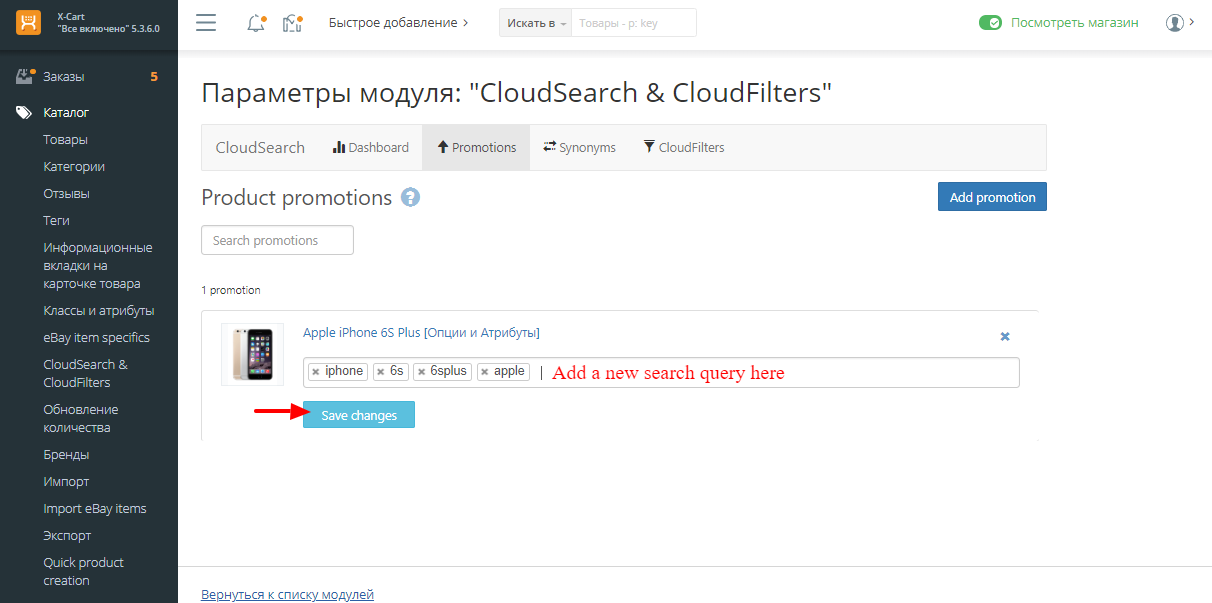 X-Cart
"Все включено" 5.3.6.0
Быстрое добавление
Искать в
Товары - p: key
Посмотреть магазин
Заказы 5
Каталог
Товары
Категории
Отзывы
Теги
Информационные
вкладки на
карточке товара
Классы и атрибуты
eBay item specifics
CloudSearch &
CloudFilters
Обновление
количества
Бренды
Импорт
Import eBay items
Экспорт
Quick product
creation
Параметры модуля: "CloudSearch & CloudFilters"
CloudSearch Dashboard Promotions Synonyms CloudFilters
Product promotions ?
Add promotion
Search promotions
1 promotion
Apple iPhone 6S Plus [Опции и Атрибуты]
× iphone × 6s × 6splus × apple | Add a new search query here
Save changes
Вернуться к списку модулей